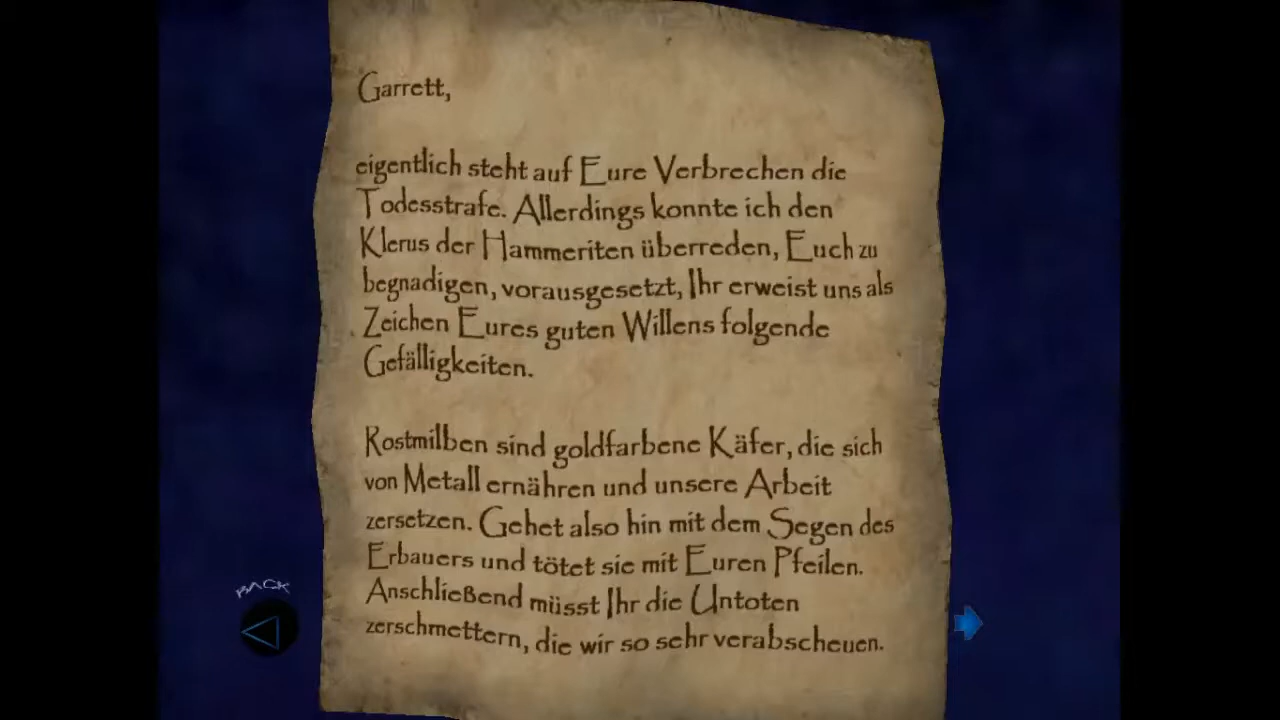 Garrett,
eigentlich steht auf Eure Verbrechen die
Todesstrafe. Allerdings konnte ich den
Klerus der Hammeriten überreden, Euch zu
begnadigen, vorausgesetzt, Ihr erweist uns als
Zeichen Eures guten Willens folgende
Gefälligkeiten.
Rostmilben sind goldfarbene Käfer, die sich
von Metall ernähren und unsere Arbeit
zersetzen. Gehet also hin mit dem Segen des
Erbauers und tötet sie mit Euren Pfeilen.
Anschließend müsst Ihr die Untoten
zerschmettern, die wir so sehr verabscheuen.
BACK